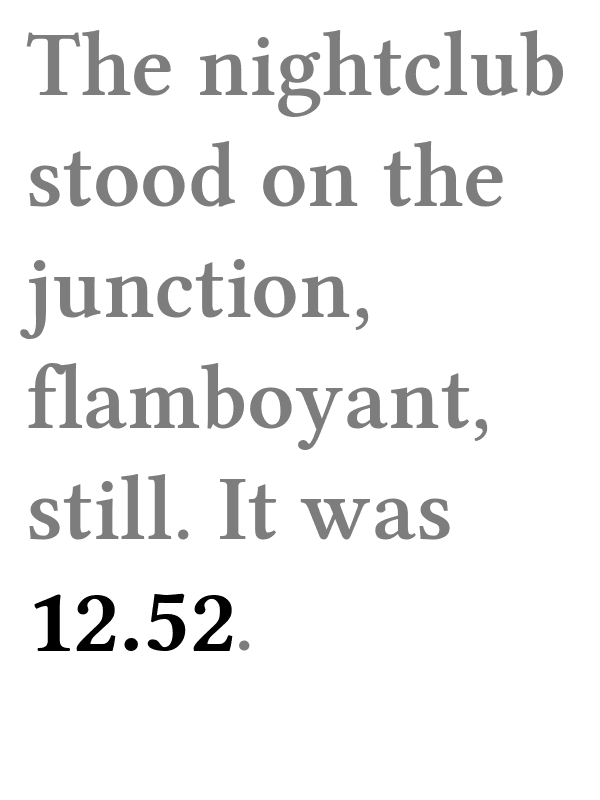 The nightclub
stood on the
junction,
flamboyant,
still. It was
12.52.